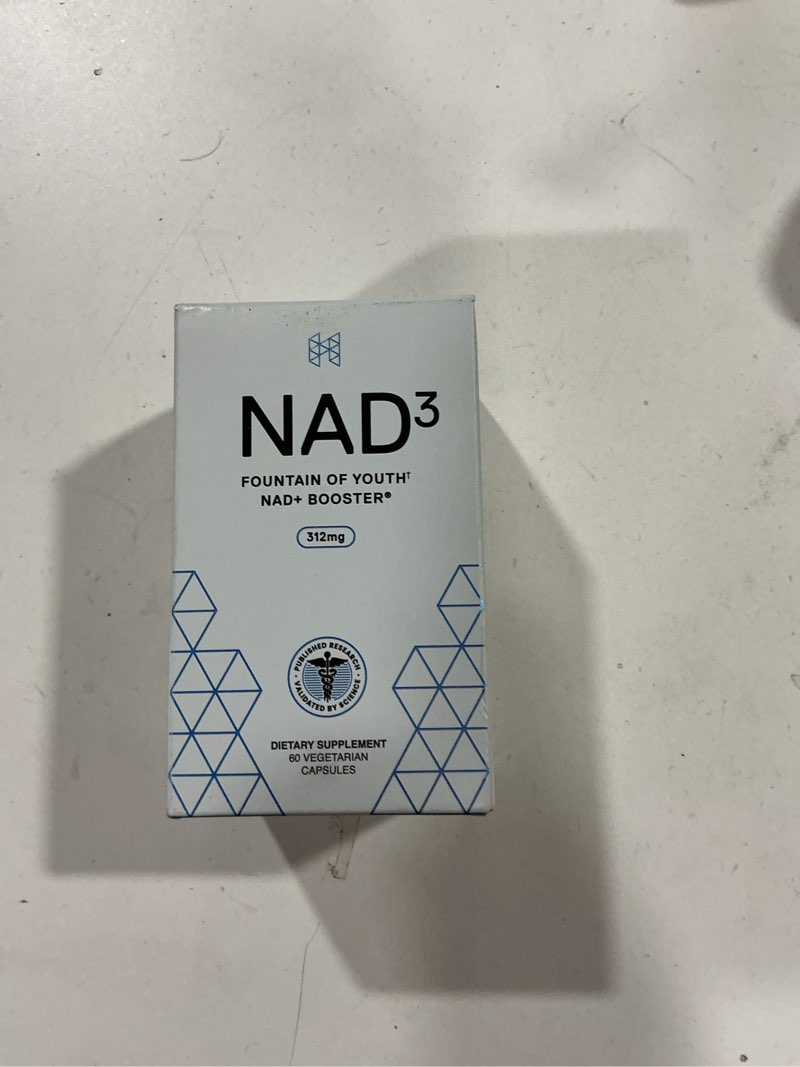 NAD³
FOUNTAIN OF YOUTH†
NAD+ BOOSTER®
312mg
PUBLISHED RESEARCH
• VALIDATED BY SCIENCE •
DIETARY SUPPLEMENT
60 VEGETARIAN
CAPSULES